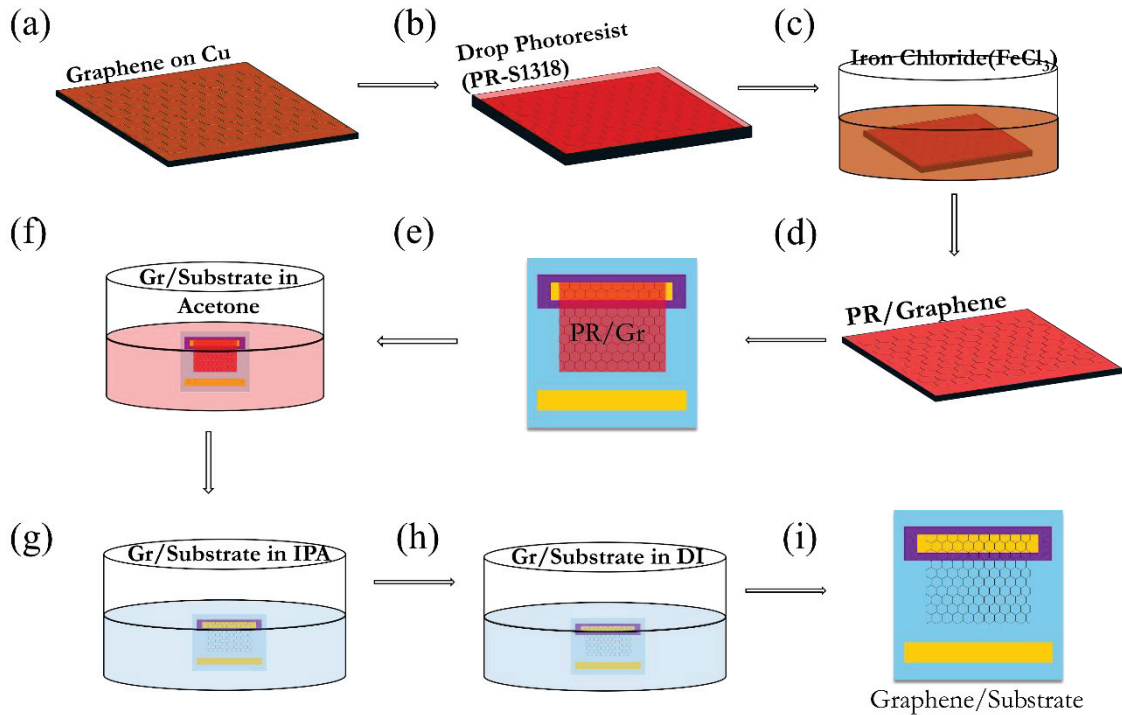 (a)
Graphene on Cu
(b)
Drop Photoresist
(PR-S1318)
(c)
Iron Chloride(FeCl3)
(f)
Gr/Substrate in
Acetone
(e)
PR/Gr
(d)
PR/Graphene
(g)
Gr/Substrate in IPA
(h)
Gr/Substrate in DI
(i)
Graphene/Substrate